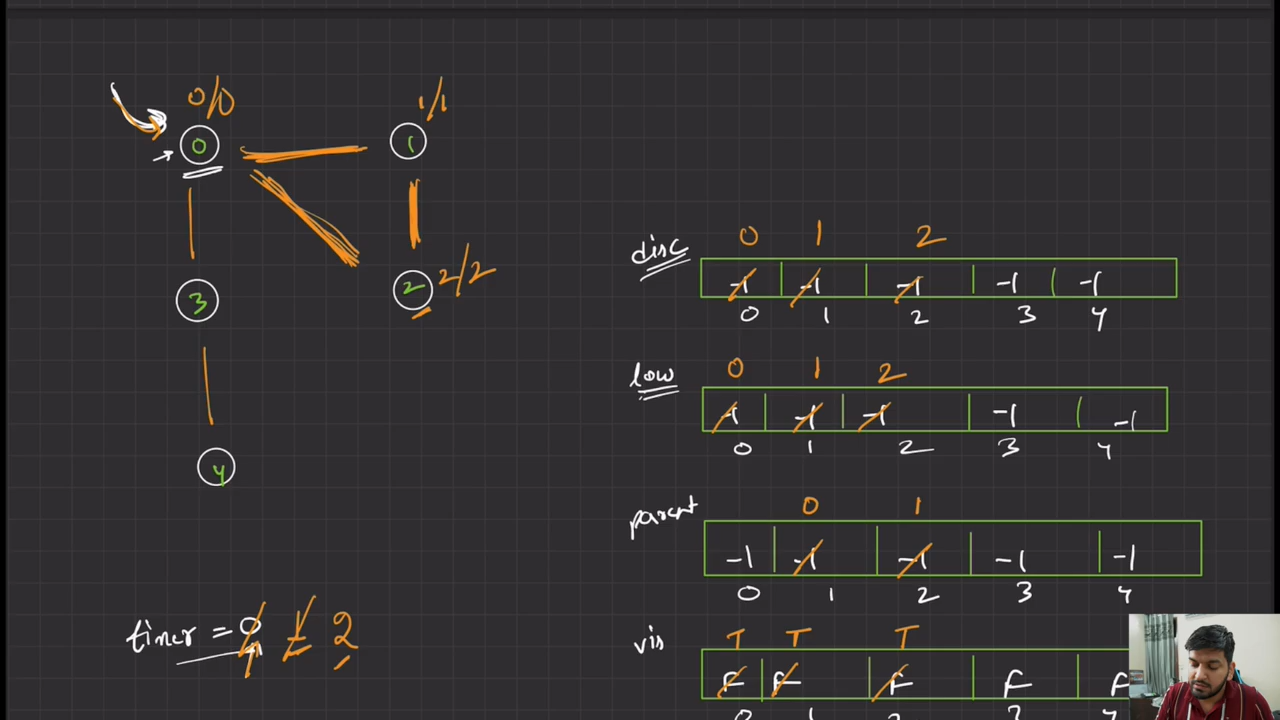 0/0
1/1
0
1
2
2/2
3
4
timer = 0 1 2
disc
0 1 2
-1 -1 -1 -1 -1
0 1 2 3 4
low
0 1 2
-1 -1 -1 -1 -1
0 1 2 3 4
parent
0 1
-1 -1 -1 -1 -1
0 1 2 3 4
vis
T T T
F F F F F